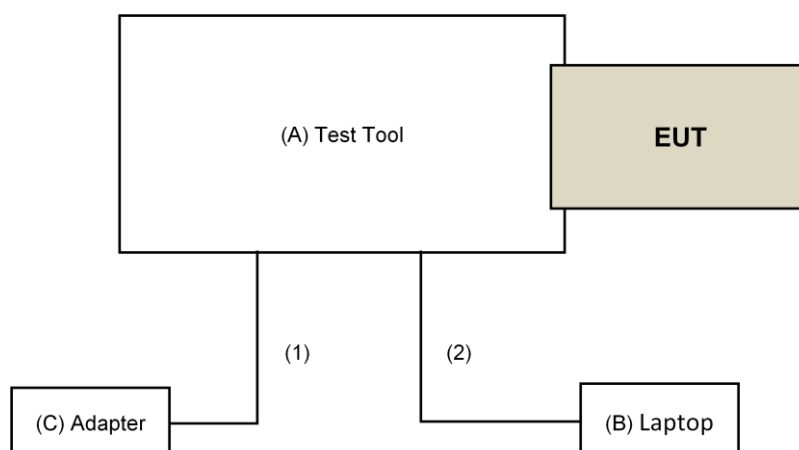 (A) Test Tool
EUT
(1)
(2)
(C) Adapter
(B) Laptop